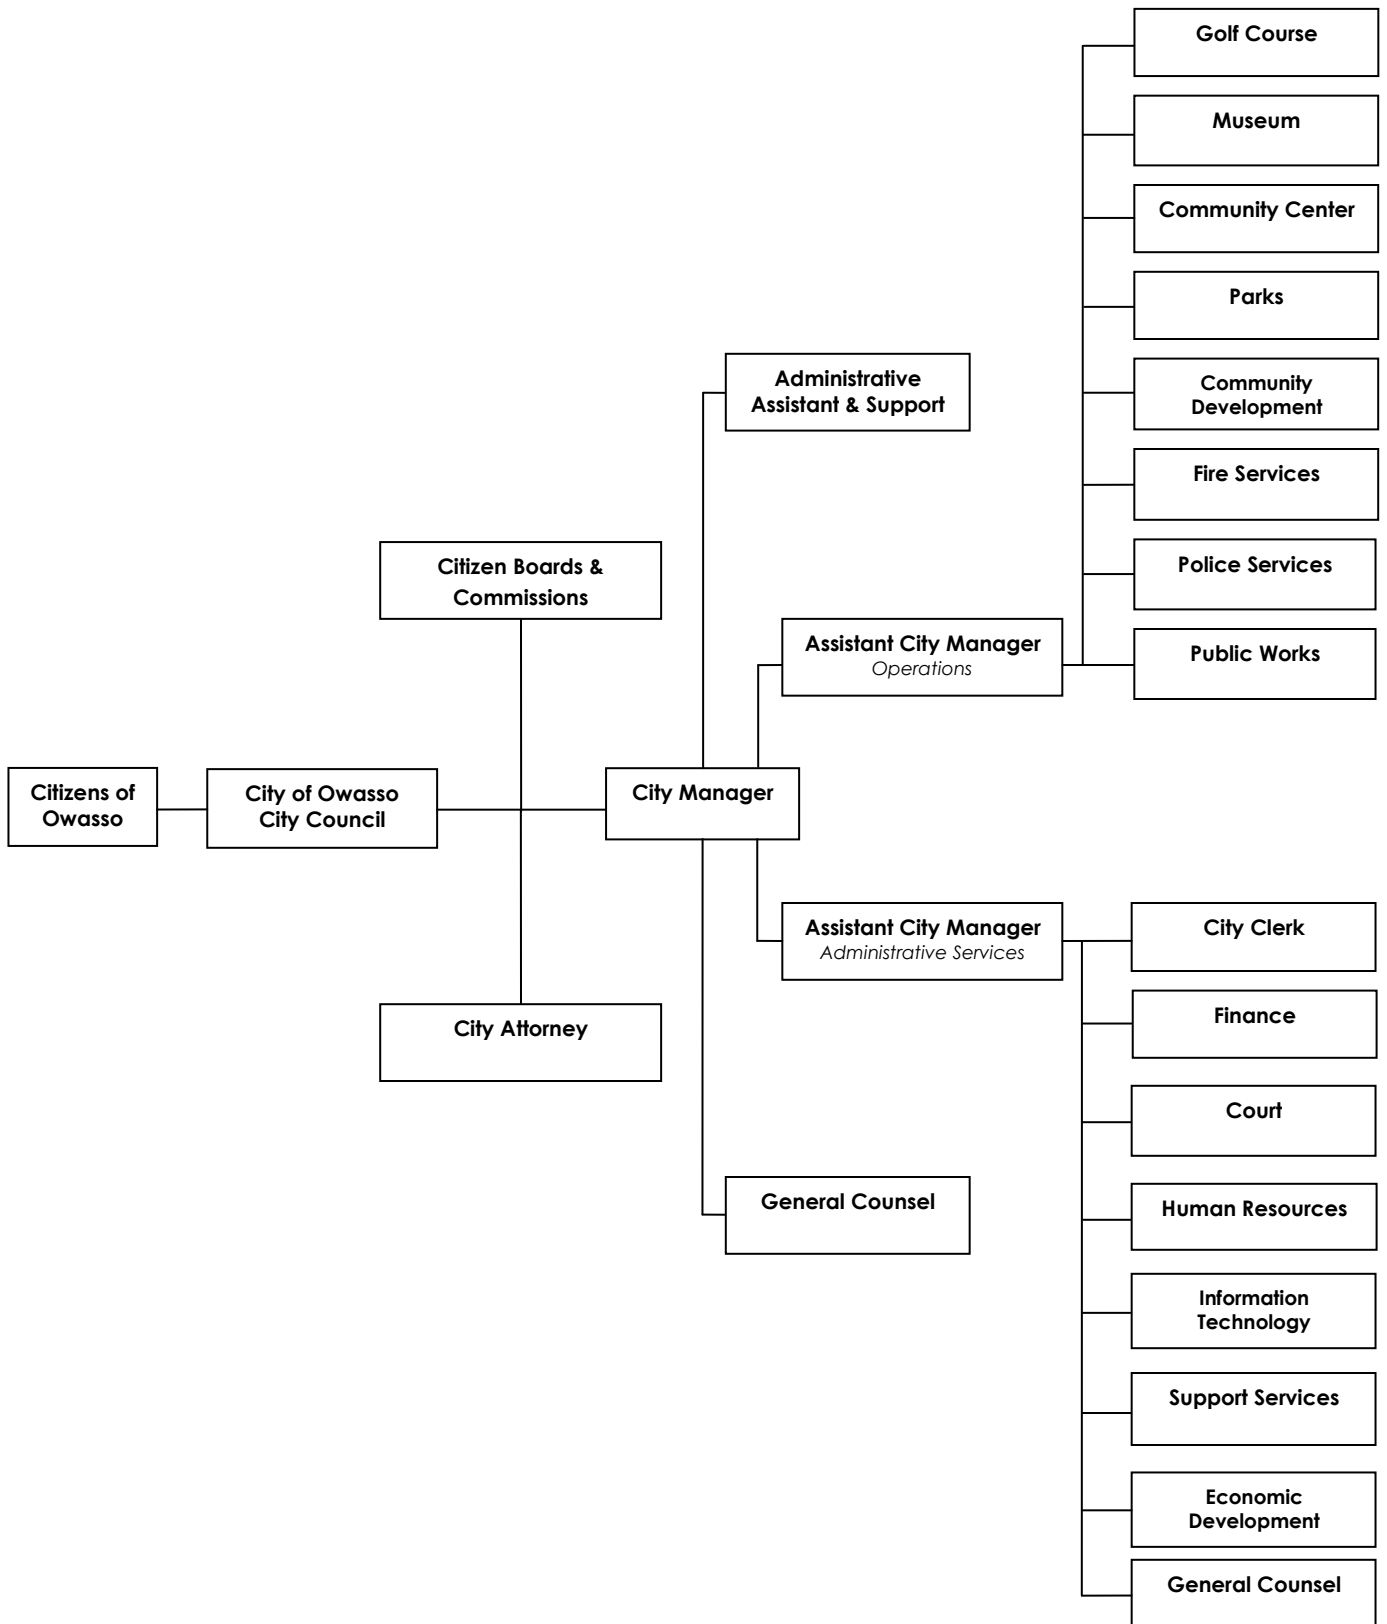 Golf Course
Museum
Community Center
Parks
Administrative
Assistant & Support
Community
Development
Fire Services
Citizen Boards &
Commissions
Police Services
Assistant City Manager
Operations
Public Works
Citizens of
Owasso
City of Owasso
City Council
City Manager
Assistant City Manager
Administrative Services
City Clerk
Finance
City Attorney
Court
General Counsel
Human Resources
Information
Technology
Support Services
Economic
Development
General Counsel